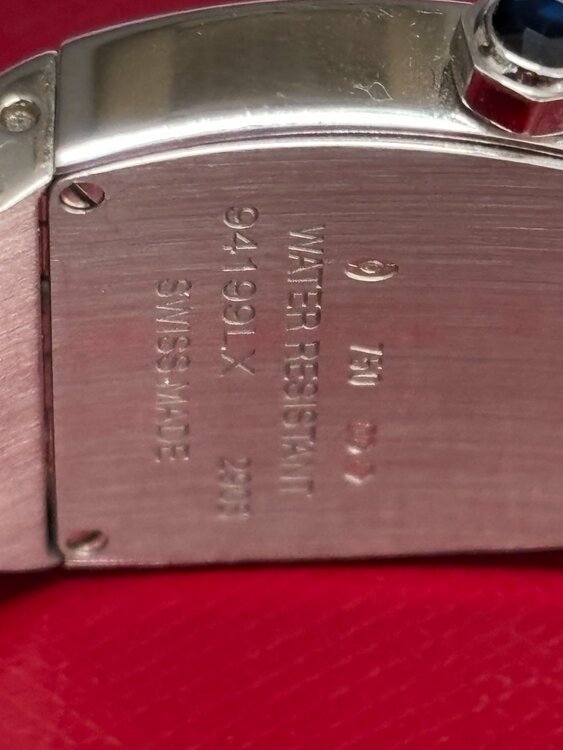 750
WATER RESISTANT
94199LX
SWISS MADE